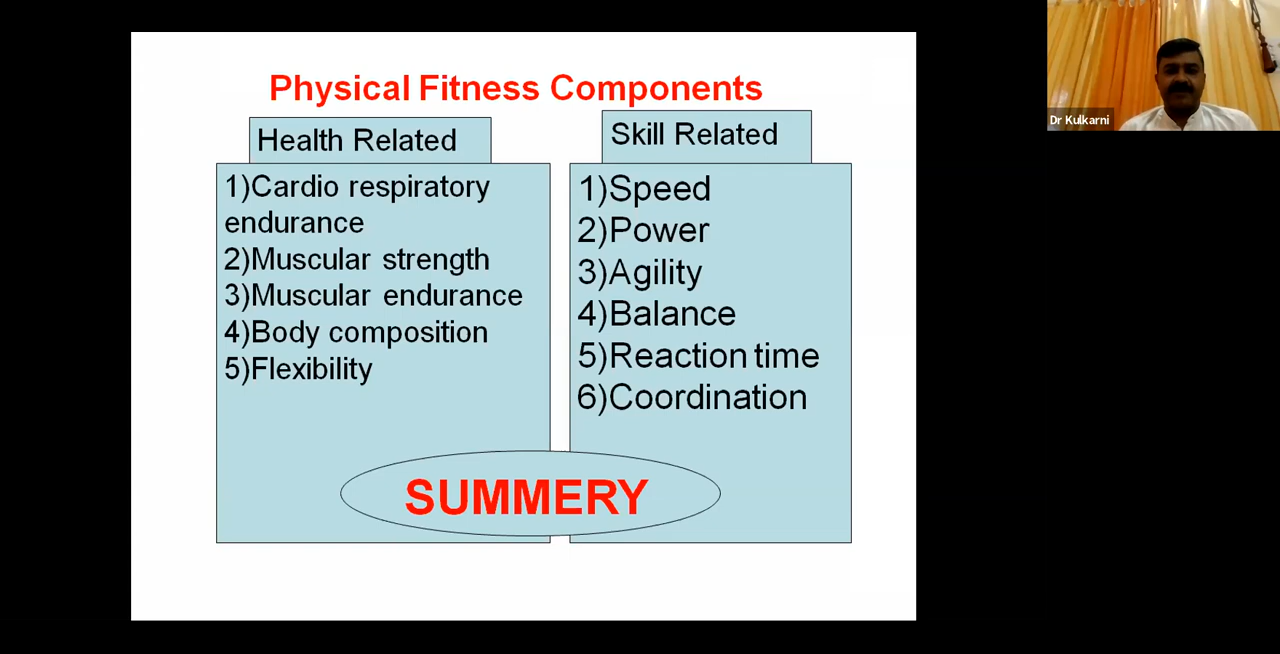 Physical Fitness Components
Health Related
1)Cardio respiratory
endurance
2)Muscular strength
3)Muscular endurance
4)Body composition
5)Flexibility
Skill Related
1)Speed
2)Power
3)Agility
4)Balance
5)Reaction time
6)Coordination
SUMMERY
Dr Kulkarni